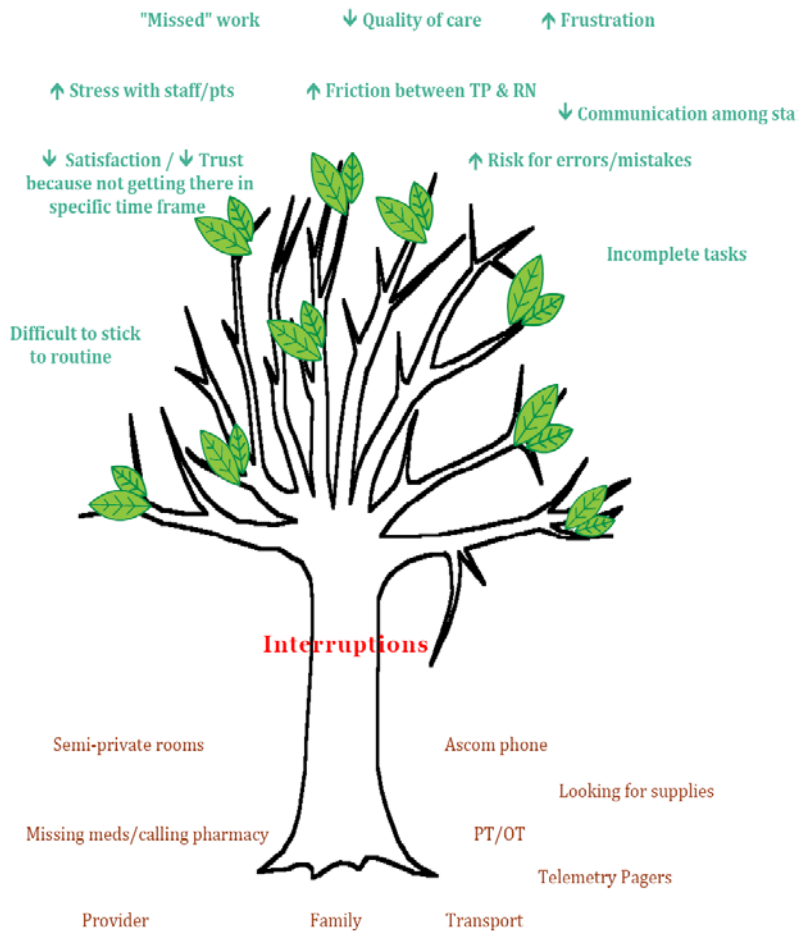 "Missed" work
↓ Quality of care
↑ Frustration
↑ Stress with staff/pts
↑ Friction between TP & RN
↓ Communication among sta
↓ Satisfaction / ↓ Trust
because not getting there in
specific time frame
↑ Risk for errors/mistakes
Incomplete tasks
Difficult to stick
to routine
Interruptions
Semi-private rooms
Ascom phone
Looking for supplies
Missing meds/calling pharmacy
PT/OT
Telemetry Pagers
Provider
Family
Transport